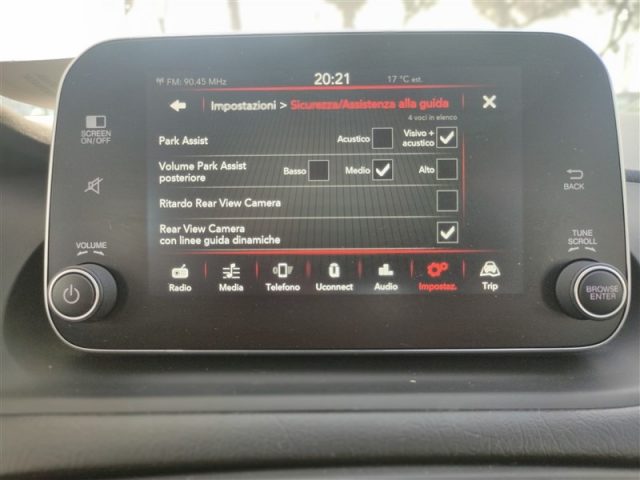 FM: 90,45 MHz 20:21 17 °C est.
Impostazioni > Sicurezza/Assistenza alla guida
4 voci in elenco
Park Assist Acustico Visivo +
acustico
Volume Park Assist
posteriore Basso Medio Alto
Ritardo Rear View Camera
Rear View Camera
con linee guida dinamiche
Radio Media Telefono Uconnect Audio Impostaz. Trip
SCREEN
ON/OFF
VOLUME
BACK
TUNE
SCROLL
BROWSE
ENTER